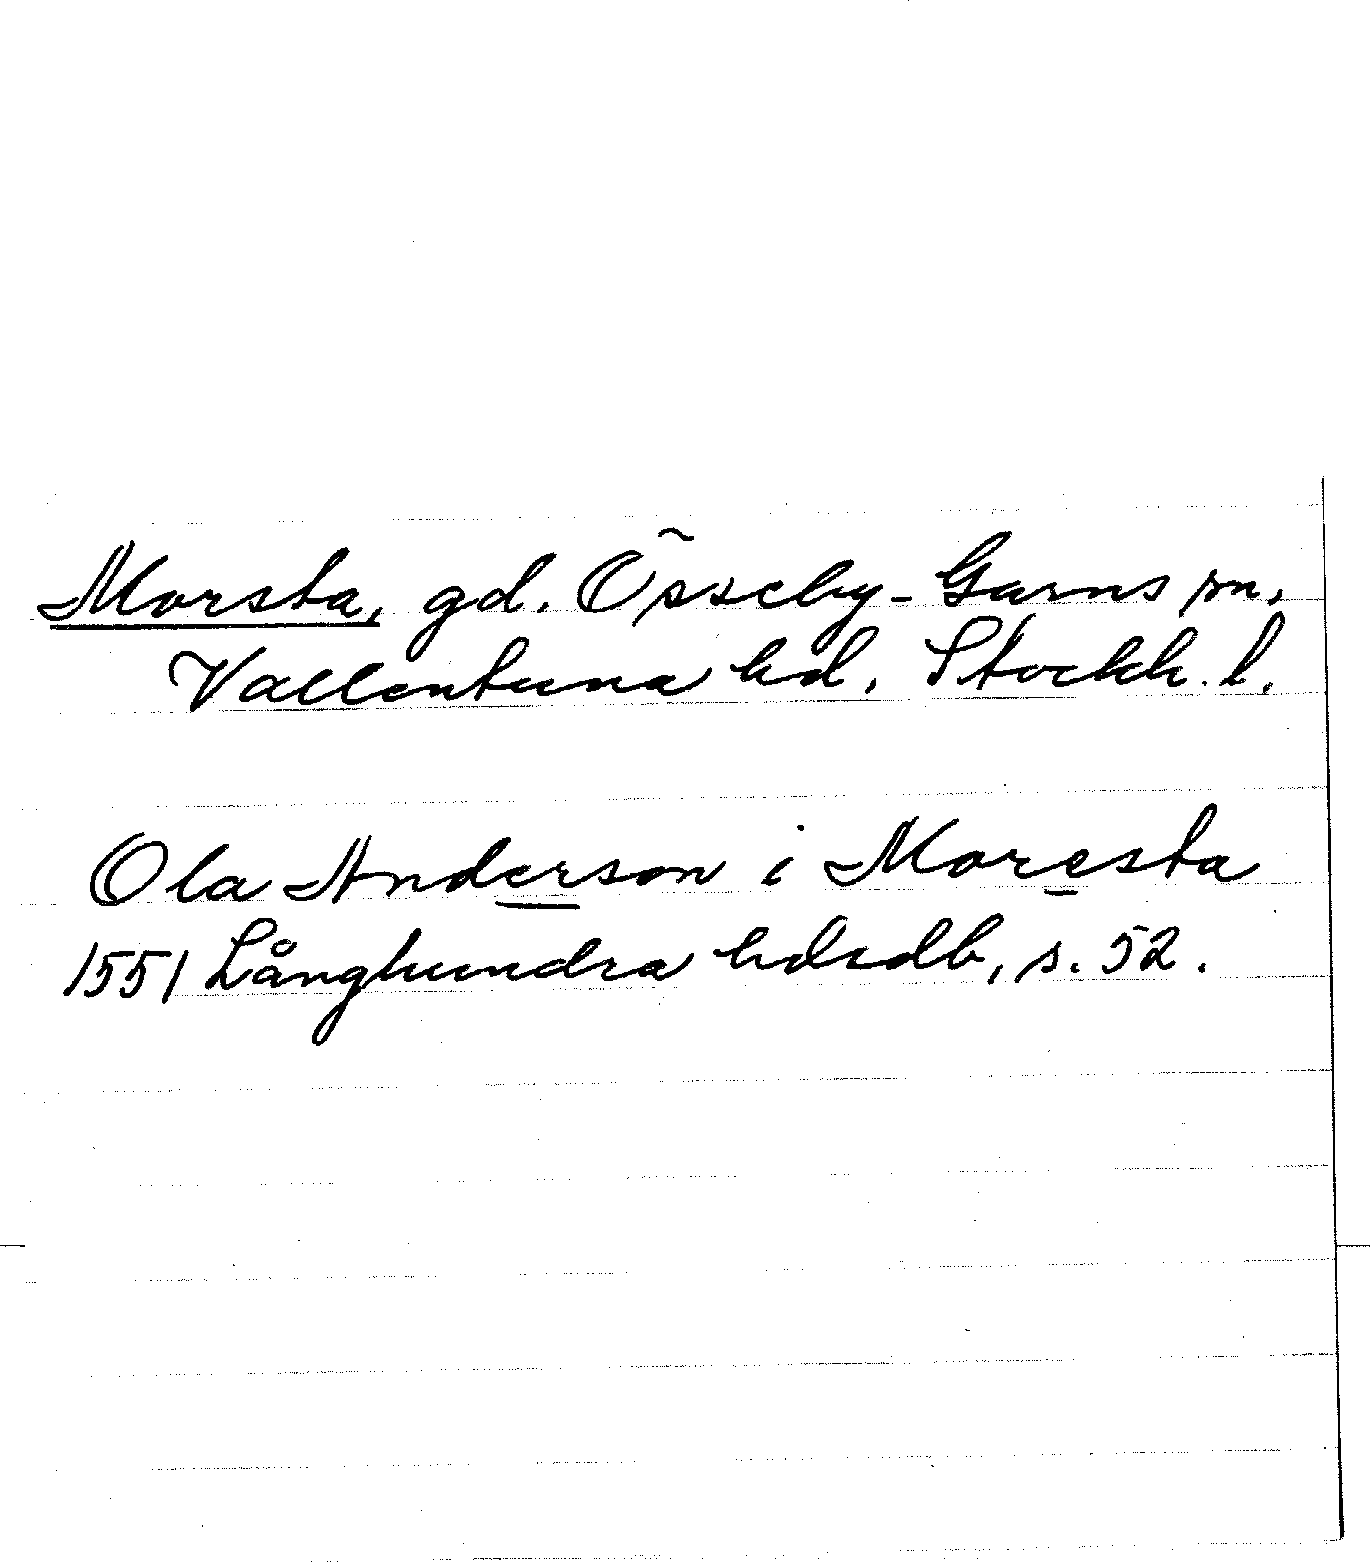 Morsta, gd. Össeby-Garns sn,
Vallentuna hd, Stockh. l.
Ola Anderson i Moresta
1551 Långhundra hdsdb, s. 52.